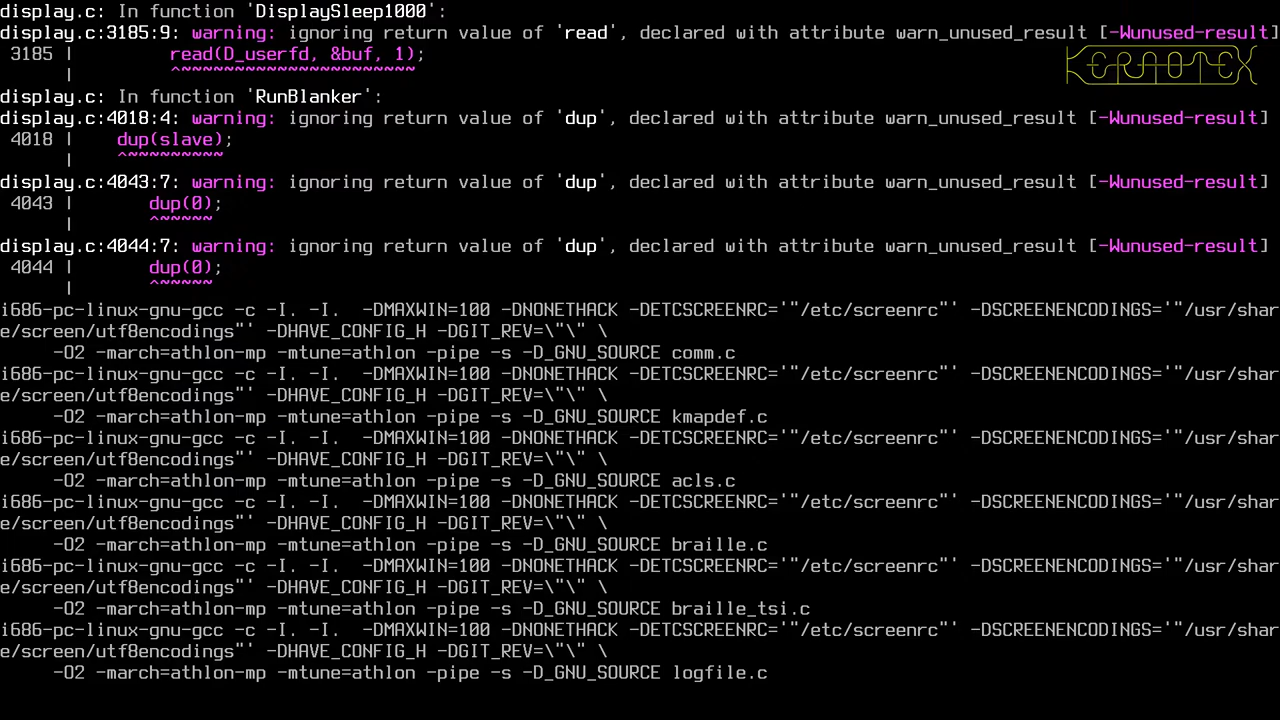 display.c: In function 'DisplaySleep1000':
display.c:3185:9: warning: ignoring return value of 'read', declared with attribute warn_unused_result [-Wunused-result]
 3185 |         read(D_userfd, &buf, 1);
      |         ^~~~~~~~~~~~~~~~~~~~~~~
KERNOTEX
display.c: In function 'RunBlanker':
display.c:4018:4: warning: ignoring return value of 'dup', declared with attribute warn_unused_result [-Wunused-result]
 4018 |    dup(slave);
      |    ^~~~~~~~~~
display.c:4043:7: warning: ignoring return value of 'dup', declared with attribute warn_unused_result [-Wunused-result]
 4043 |       dup(0);
      |       ^~~~~~
display.c:4044:7: warning: ignoring return value of 'dup', declared with attribute warn_unused_result [-Wunused-result]
 4044 |       dup(0);
      |       ^~~~~~
i686-pc-linux-gnu-gcc -c -I. -I.  -DMAXWIN=100 -DNONETHACK -DETCSCREENRC='"/etc/screenrc"' -DSCREENENCODINGS='"/usr/shar
e/screen/utf8encodings"' -DHAVE_CONFIG_H -DGIT_REV=\"\" \
     -O2 -march=athlon-mp -mtune=athlon -pipe -s -D_GNU_SOURCE comm.c
i686-pc-linux-gnu-gcc -c -I. -I.  -DMAXWIN=100 -DNONETHACK -DETCSCREENRC='"/etc/screenrc"' -DSCREENENCODINGS='"/usr/shar
e/screen/utf8encodings"' -DHAVE_CONFIG_H -DGIT_REV=\"\" \
     -O2 -march=athlon-mp -mtune=athlon -pipe -s -D_GNU_SOURCE kmapdef.c
i686-pc-linux-gnu-gcc -c -I. -I.  -DMAXWIN=100 -DNONETHACK -DETCSCREENRC='"/etc/screenrc"' -DSCREENENCODINGS='"/usr/shar
e/screen/utf8encodings"' -DHAVE_CONFIG_H -DGIT_REV=\"\" \
     -O2 -march=athlon-mp -mtune=athlon -pipe -s -D_GNU_SOURCE acls.c
i686-pc-linux-gnu-gcc -c -I. -I.  -DMAXWIN=100 -DNONETHACK -DETCSCREENRC='"/etc/screenrc"' -DSCREENENCODINGS='"/usr/shar
e/screen/utf8encodings"' -DHAVE_CONFIG_H -DGIT_REV=\"\" \
     -O2 -march=athlon-mp -mtune=athlon -pipe -s -D_GNU_SOURCE braille.c
i686-pc-linux-gnu-gcc -c -I. -I.  -DMAXWIN=100 -DNONETHACK -DETCSCREENRC='"/etc/screenrc"' -DSCREENENCODINGS='"/usr/shar
e/screen/utf8encodings"' -DHAVE_CONFIG_H -DGIT_REV=\"\" \
     -O2 -march=athlon-mp -mtune=athlon -pipe -s -D_GNU_SOURCE braille_tsi.c
i686-pc-linux-gnu-gcc -c -I. -I.  -DMAXWIN=100 -DNONETHACK -DETCSCREENRC='"/etc/screenrc"' -DSCREENENCODINGS='"/usr/shar
e/screen/utf8encodings"' -DHAVE_CONFIG_H -DGIT_REV=\"\" \
     -O2 -march=athlon-mp -mtune=athlon -pipe -s -D_GNU_SOURCE logfile.c